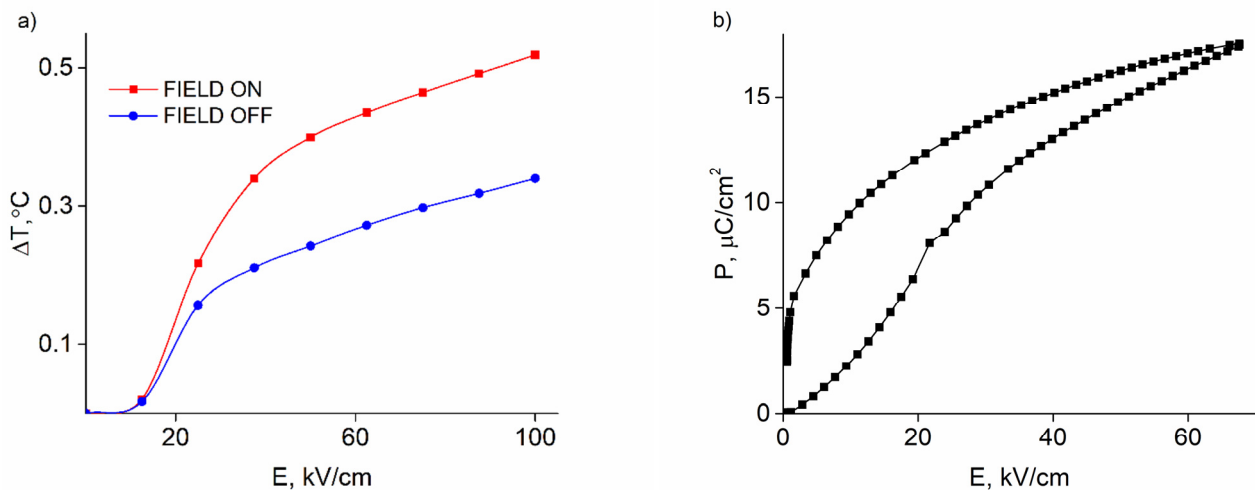 a)
0.5
0.3
0.1
ΔT,°C
FIELD ON
FIELD OFF
20
60
100
E, kV/cm
b)
15
10
5
0
P, μC/cm²
0
20
40
60
E, kV/cm